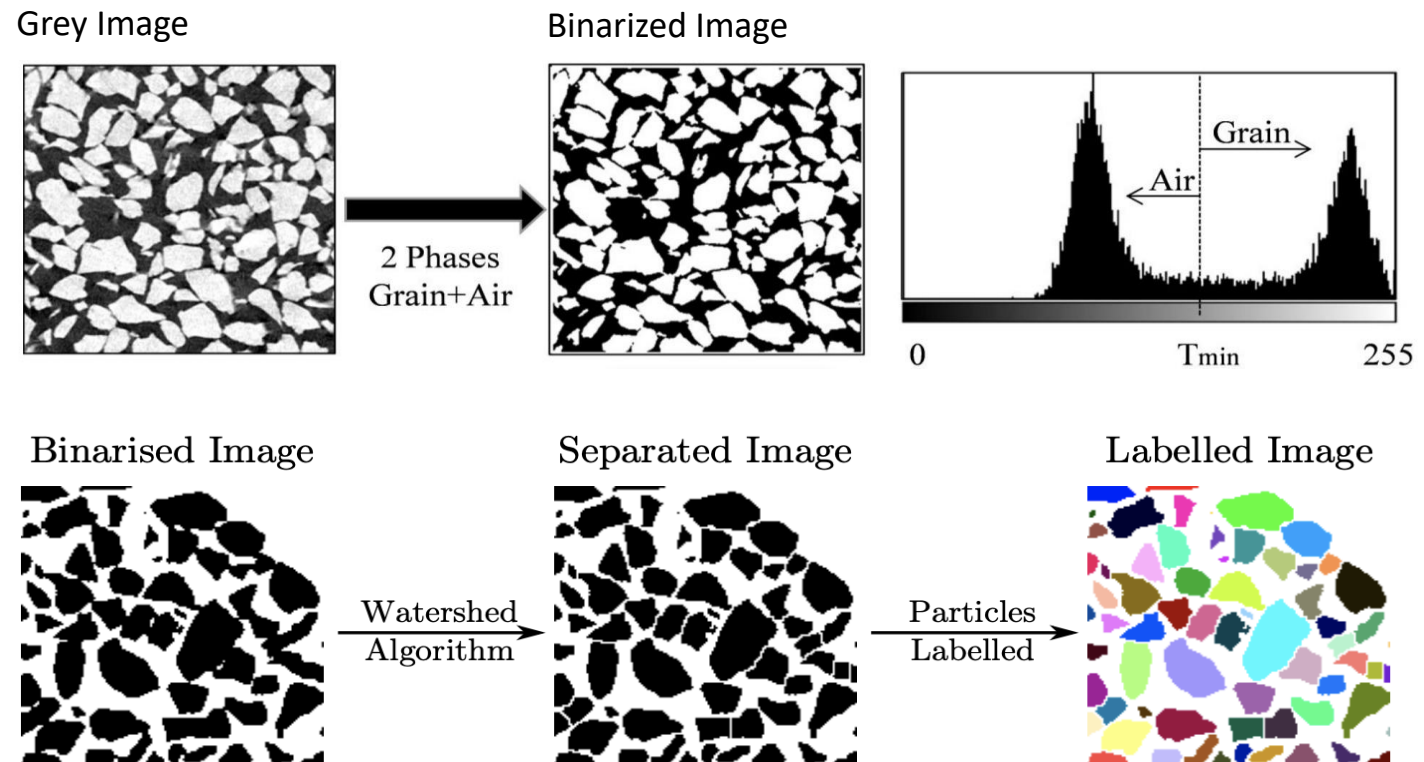 Grey Image
Binarized Image
2 Phases
Grain+Air
Grain
Air
0
Tmin
255
Binarised Image
Separated Image
Labelled Image
Watershed
Algorithm
Particles
Labelled